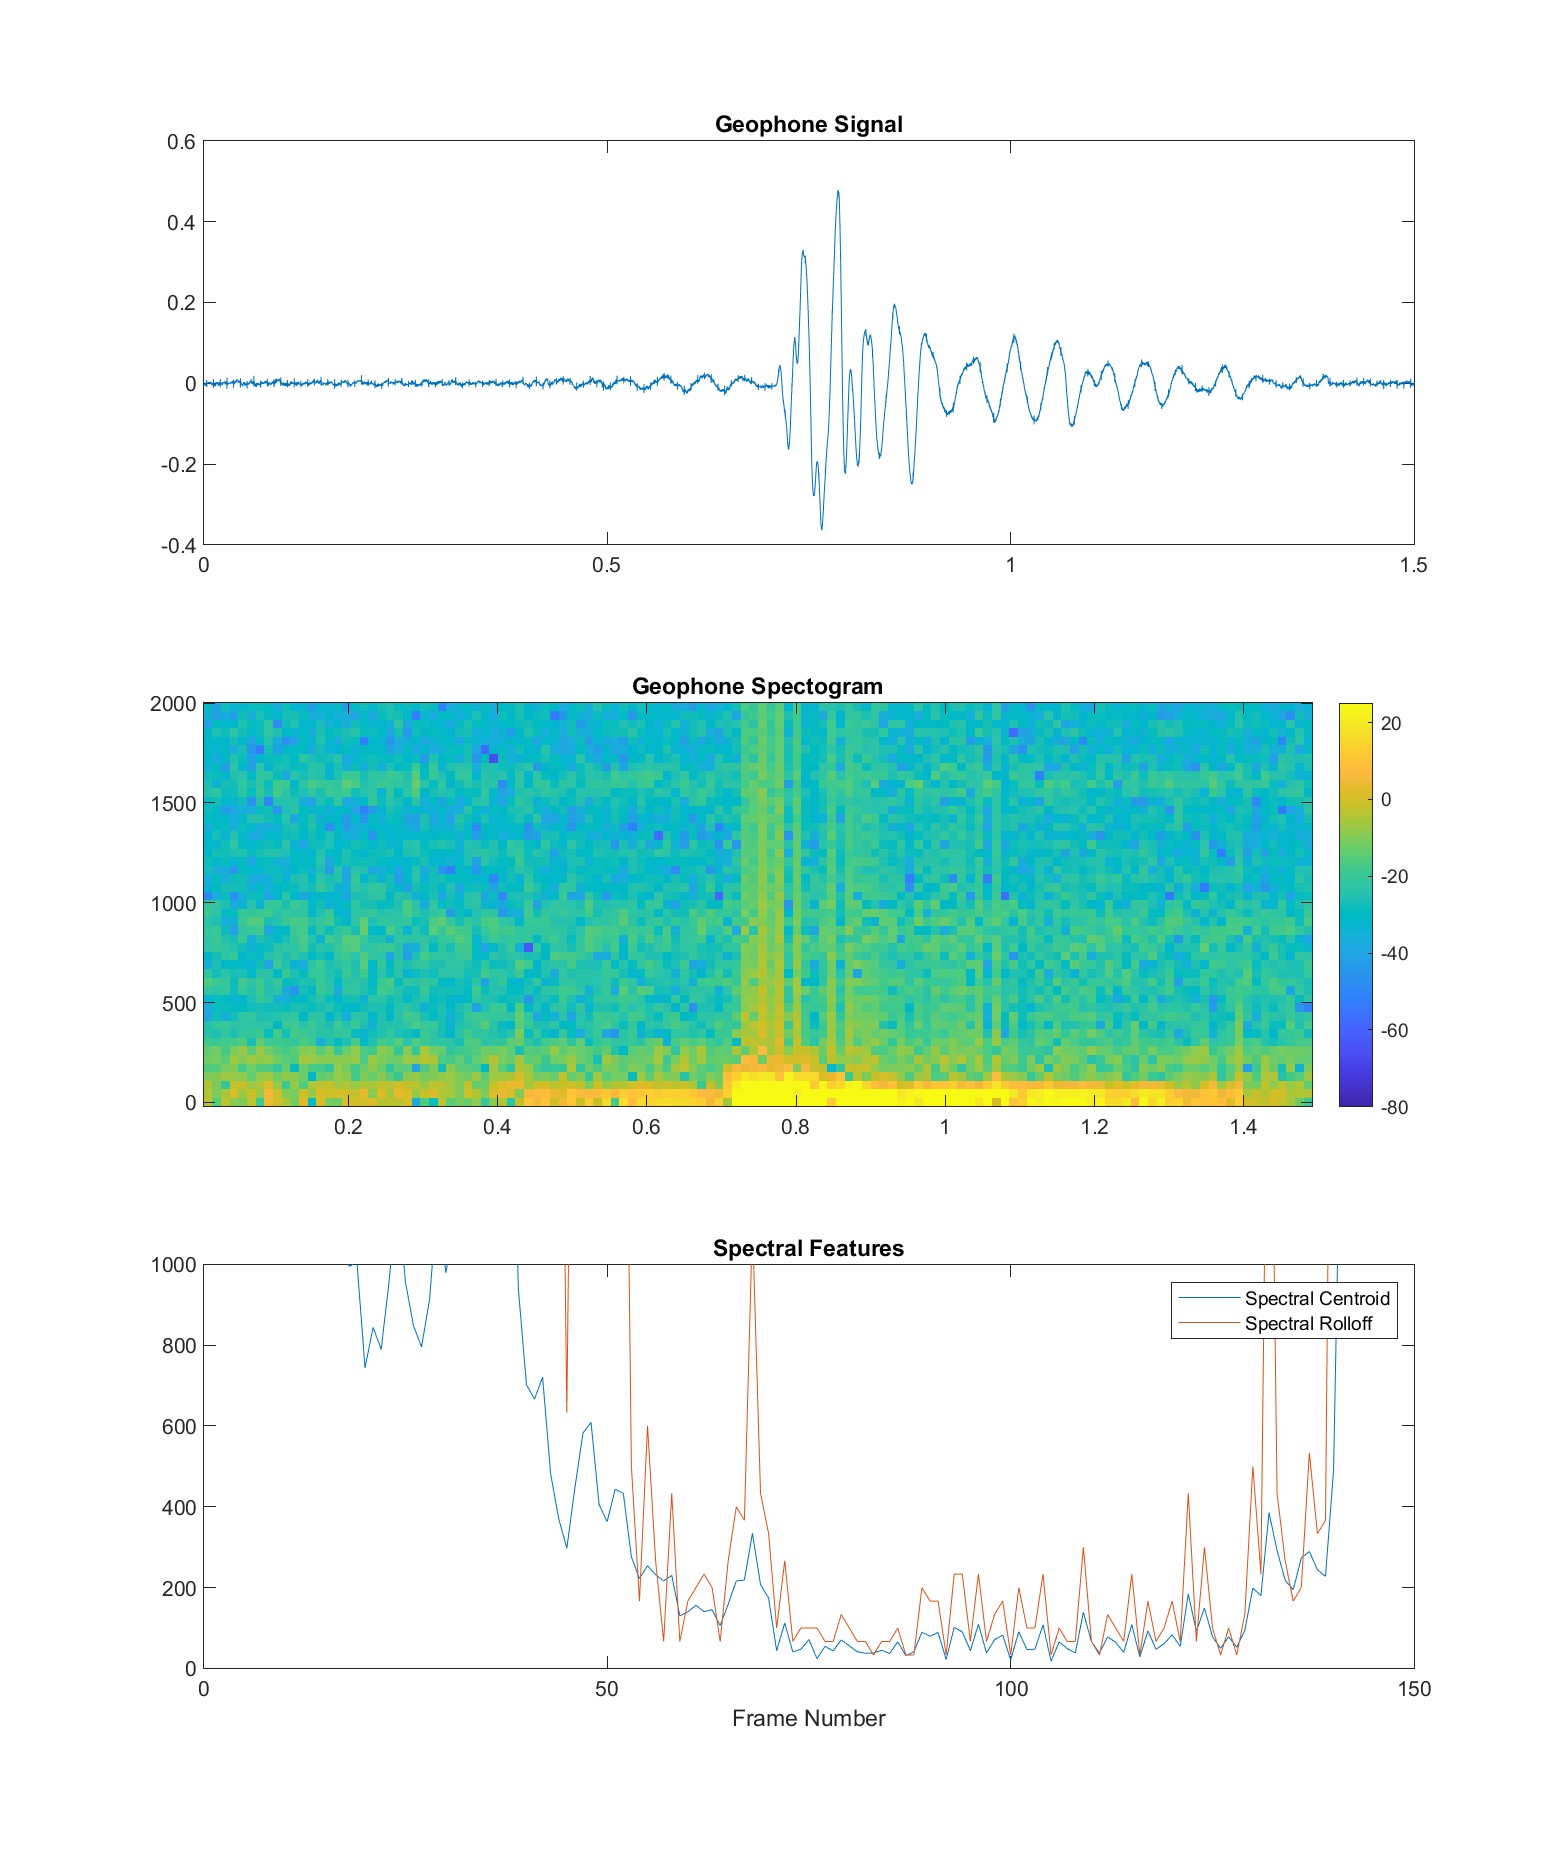 Geophone Signal
0.6
0.4
0.2
0
-0.2
-0.4
0 0.5 1 1.5
Geophone Spectogram
2000
1500
1000
500
0
0.2 0.4 0.6 0.8 1 1.2 1.4
20
0
-20
-40
-60
-80
Spectral Features
1000
800
600
400
200
0
0 50 100 150
Frame Number
Spectral Centroid
Spectral Rolloff